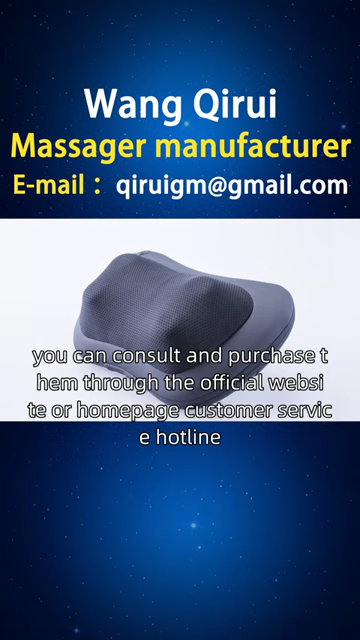 Wang Qirui
Massager manufacturer
E-mail： qiruigm@gmail.com
you can consult and purchase t
hem through the official websi
te or homepage customer servic
e hotline